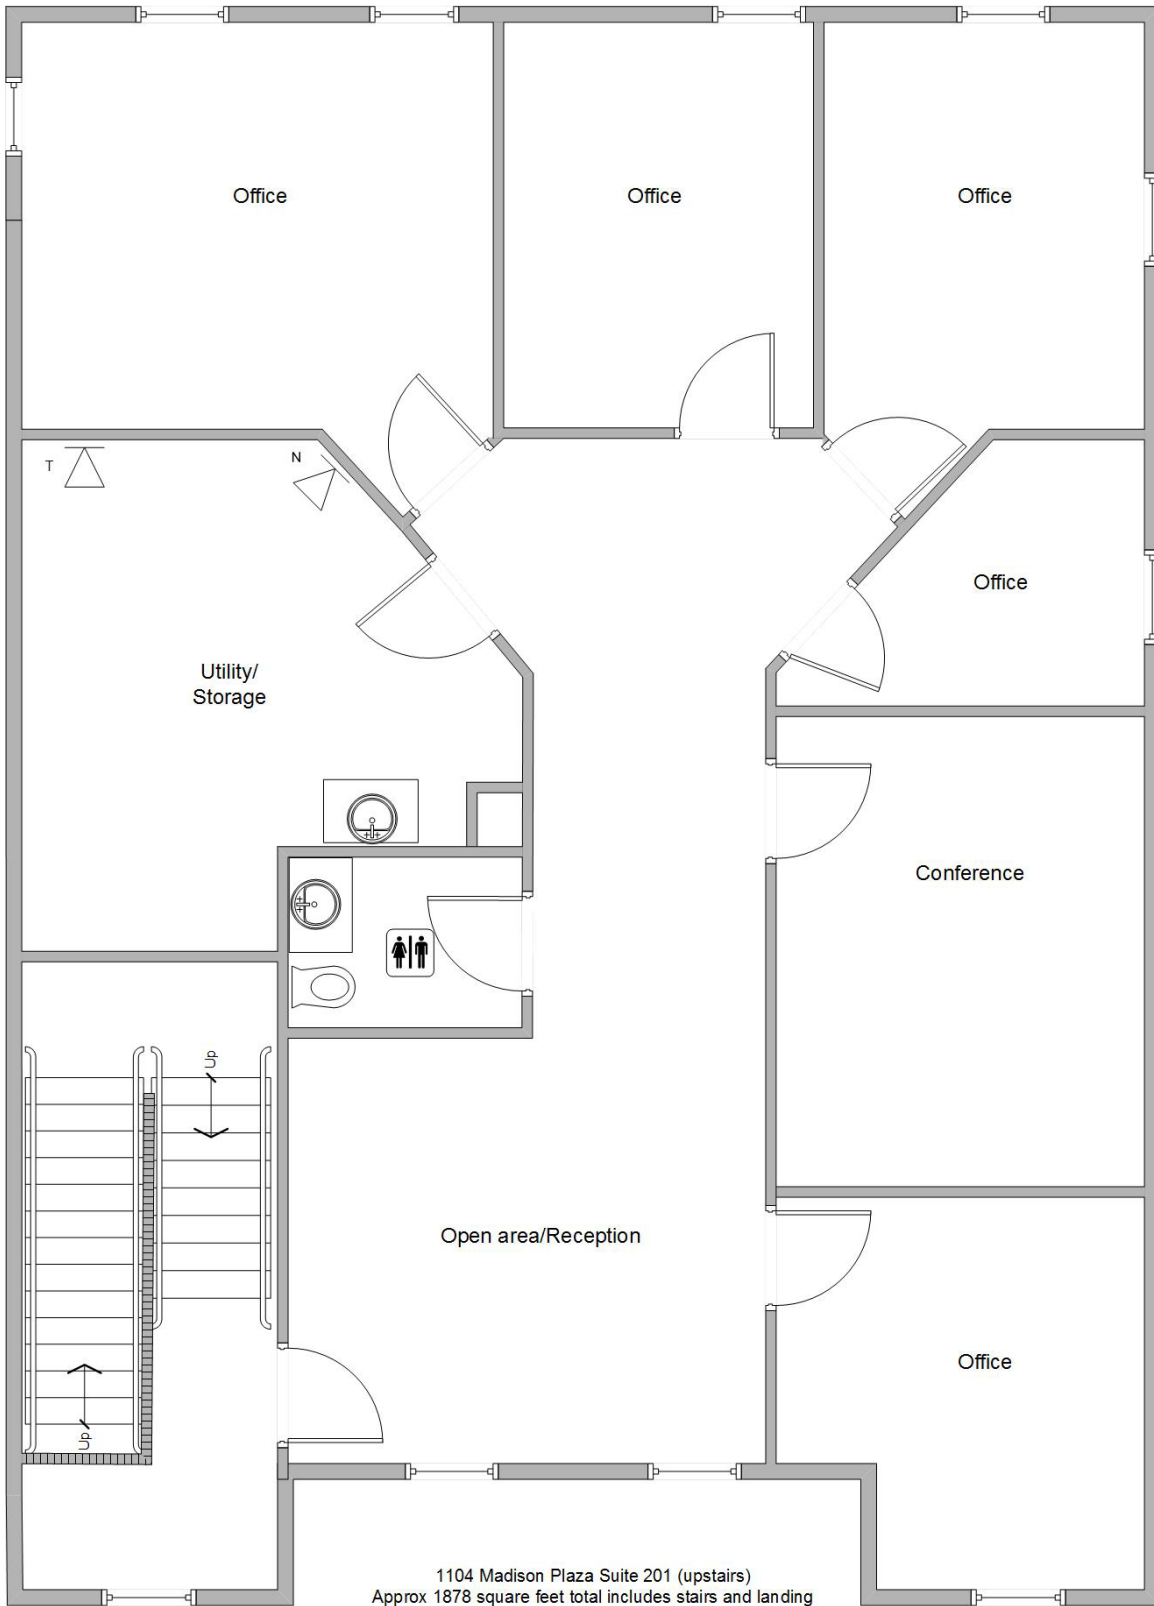 Office
Office
Office
T
N
Office
Utility/
Storage
Conference
Up
Open area/Reception
Office
Up
1104 Madison Plaza Suite 201 (upstairs)
Approx 1878 square feet total includes stairs and landing